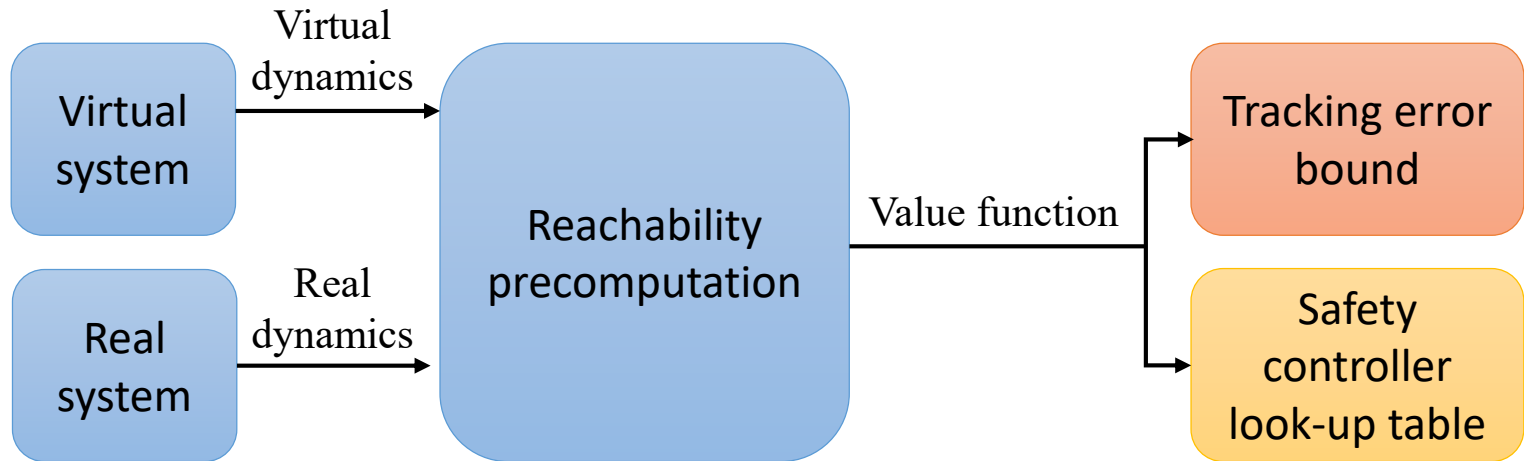 Virtual
system
Virtual
dynamics
Real
system
Real
dynamics
Reachability
precomputation
Value function
Tracking error
bound
Safety
controller
look-up table